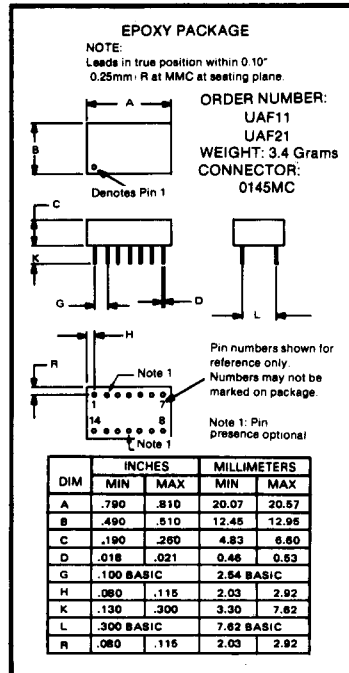 EPOXY PACKAGE
NOTE:
Leads in true position within 0.10"
0.25mm R at MMC at seating plane.
ORDER NUMBER:
UAF11
UAF21
WEIGHT: 3.4 Grams
CONNECTOR:
0145MC
A
B
Denotes Pin 1
C
K
G
D
L
H
R
Note 1
1
7
14
8
Note 1
Pin numbers shown for
reference only.
Numbers may not be
marked on package.
Note 1: Pin
presence optional
DIM INCHES MILLIMETERS
MIN MAX MIN MAX
A .790 .810 20.07 20.57
B .490 .510 12.45 12.95
C .190 .260 4.83 6.60
D .018 .021 0.46 0.53
G .100 BASIC 2.54 BASIC
H .080 .115 2.03 2.92
K .130 .300 3.30 7.62
L .300 BASIC 7.62 BASIC
R .080 .115 2.03 2.92